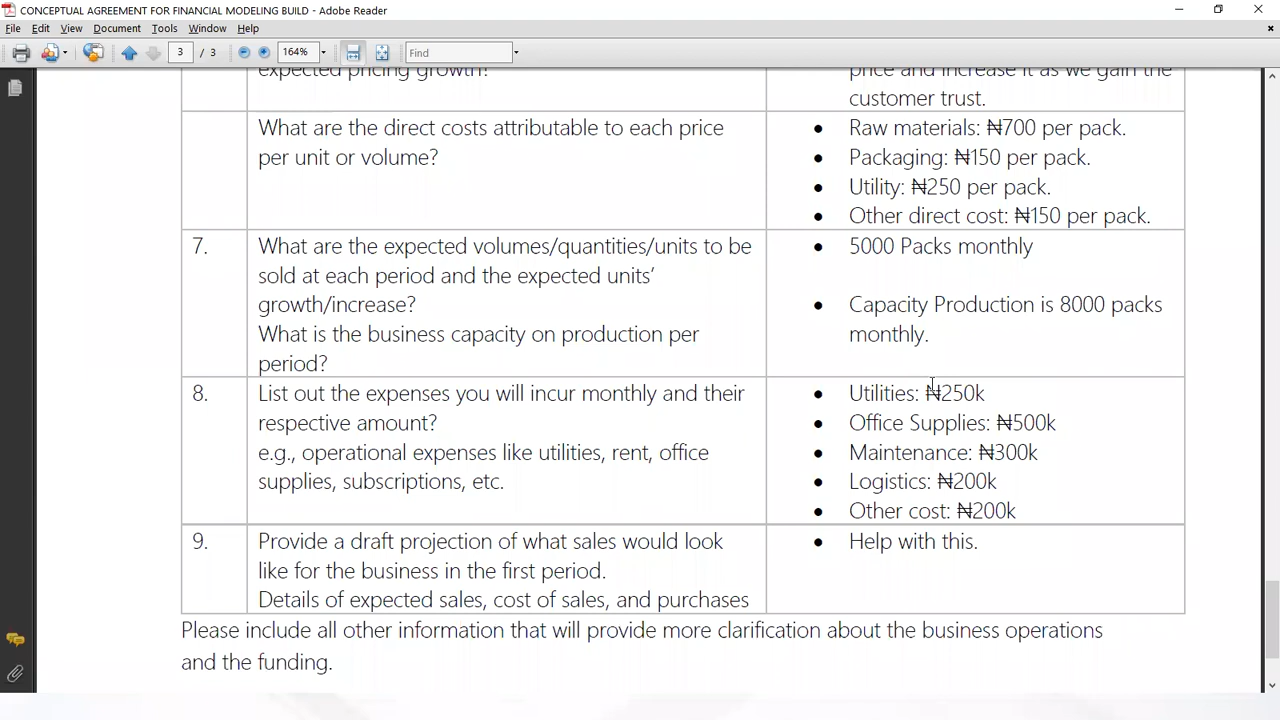 CONCEPTUAL AGREEMENT FOR FINANCIAL MODELING BUILD - Adobe Reader
File Edit View Document Tools Window Help
3 / 3 164% Find
expected pricing growth?
price and increase it as we gain the
customer trust.
What are the direct costs attributable to each price
per unit or volume?
• Raw materials: ₦700 per pack.
• Packaging: ₦150 per pack.
• Utility: ₦250 per pack.
• Other direct cost: ₦150 per pack.
7. What are the expected volumes/quantities/units to be
sold at each period and the expected units’
growth/increase?
What is the business capacity on production per
period?
• 5000 Packs monthly
• Capacity Production is 8000 packs
monthly.
8. List out the expenses you will incur monthly and their
respective amount?
e.g., operational expenses like utilities, rent, office
supplies, subscriptions, etc.
• Utilities: ₦250k
• Office Supplies: ₦500k
• Maintenance: ₦300k
• Logistics: ₦200k
• Other cost: ₦200k
9. Provide a draft projection of what sales would look
like for the business in the first period.
Details of expected sales, cost of sales, and purchases
• Help with this.
Please include all other information that will provide more clarification about the business operations
and the funding.